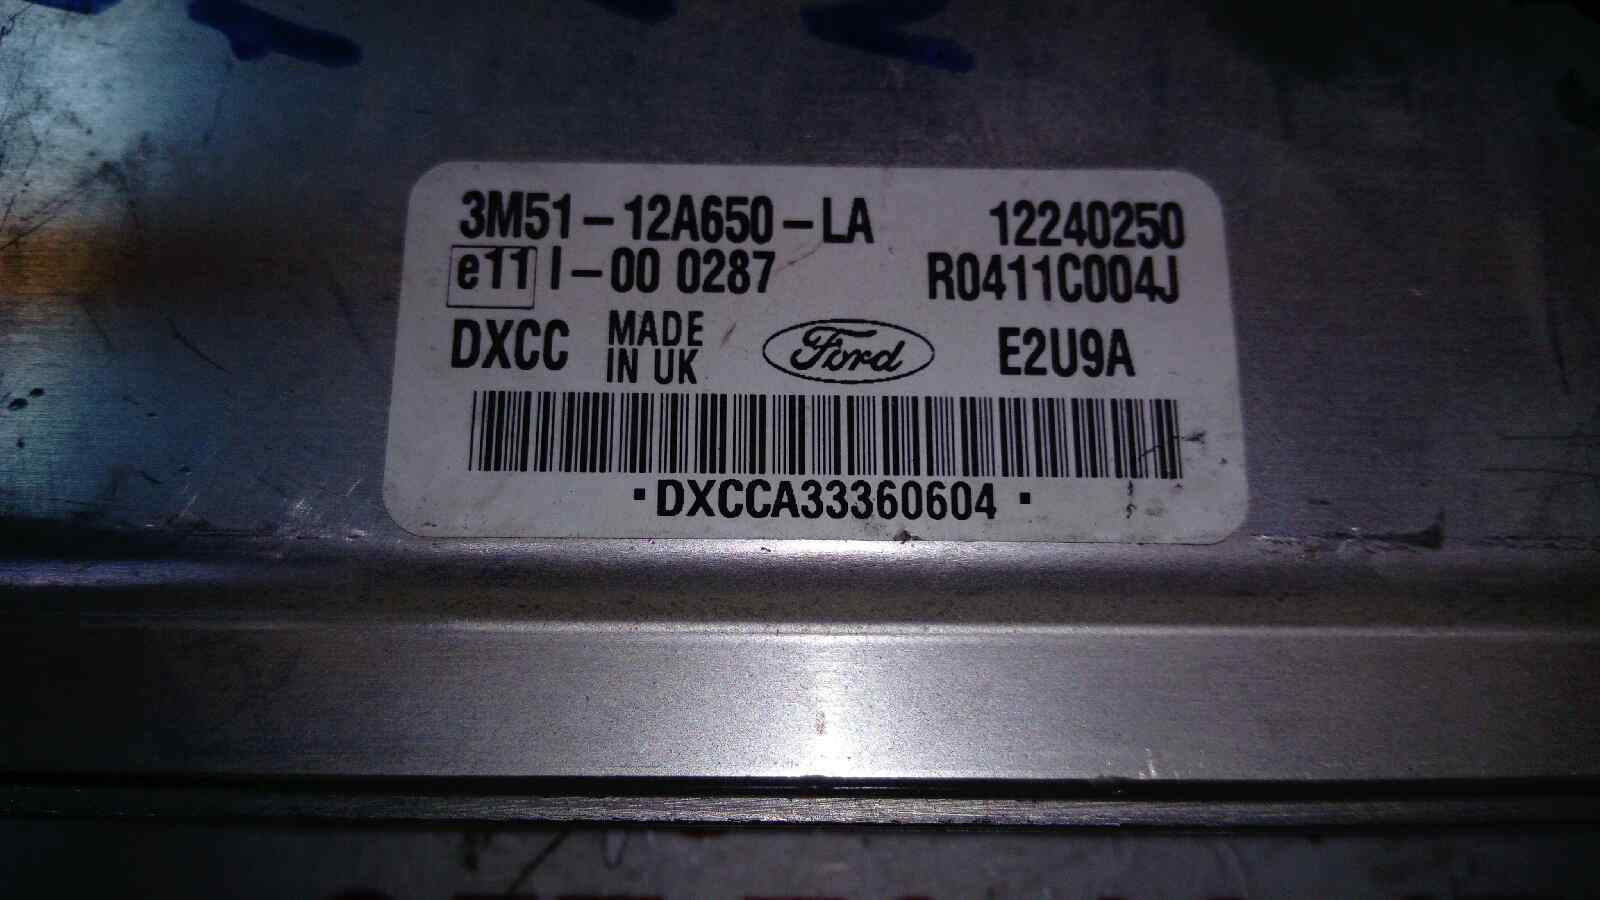 3M51-12A650-LA 12240250
e11 I-00 0287 R0411C004J
DXCC MADE IN UK Ford E2U9A
·DXCCA33360604·